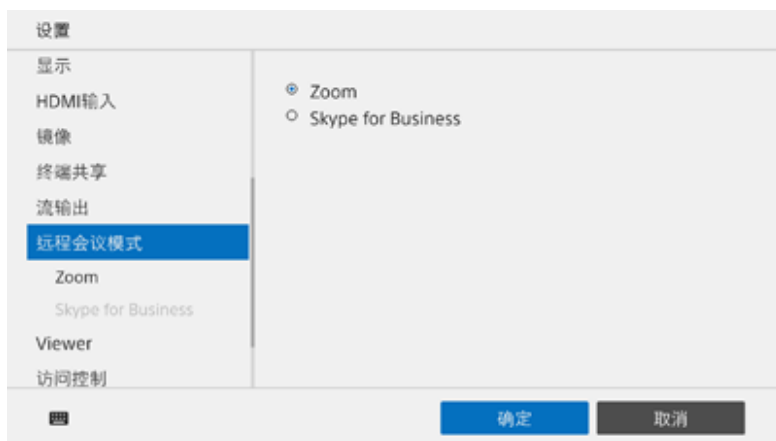 设置
显示
HDMI输入
镜像
终端共享
流输出
远程会议模式
Zoom
Skype for Business
Viewer
访问控制
Zoom
Skype for Business
确定
取消